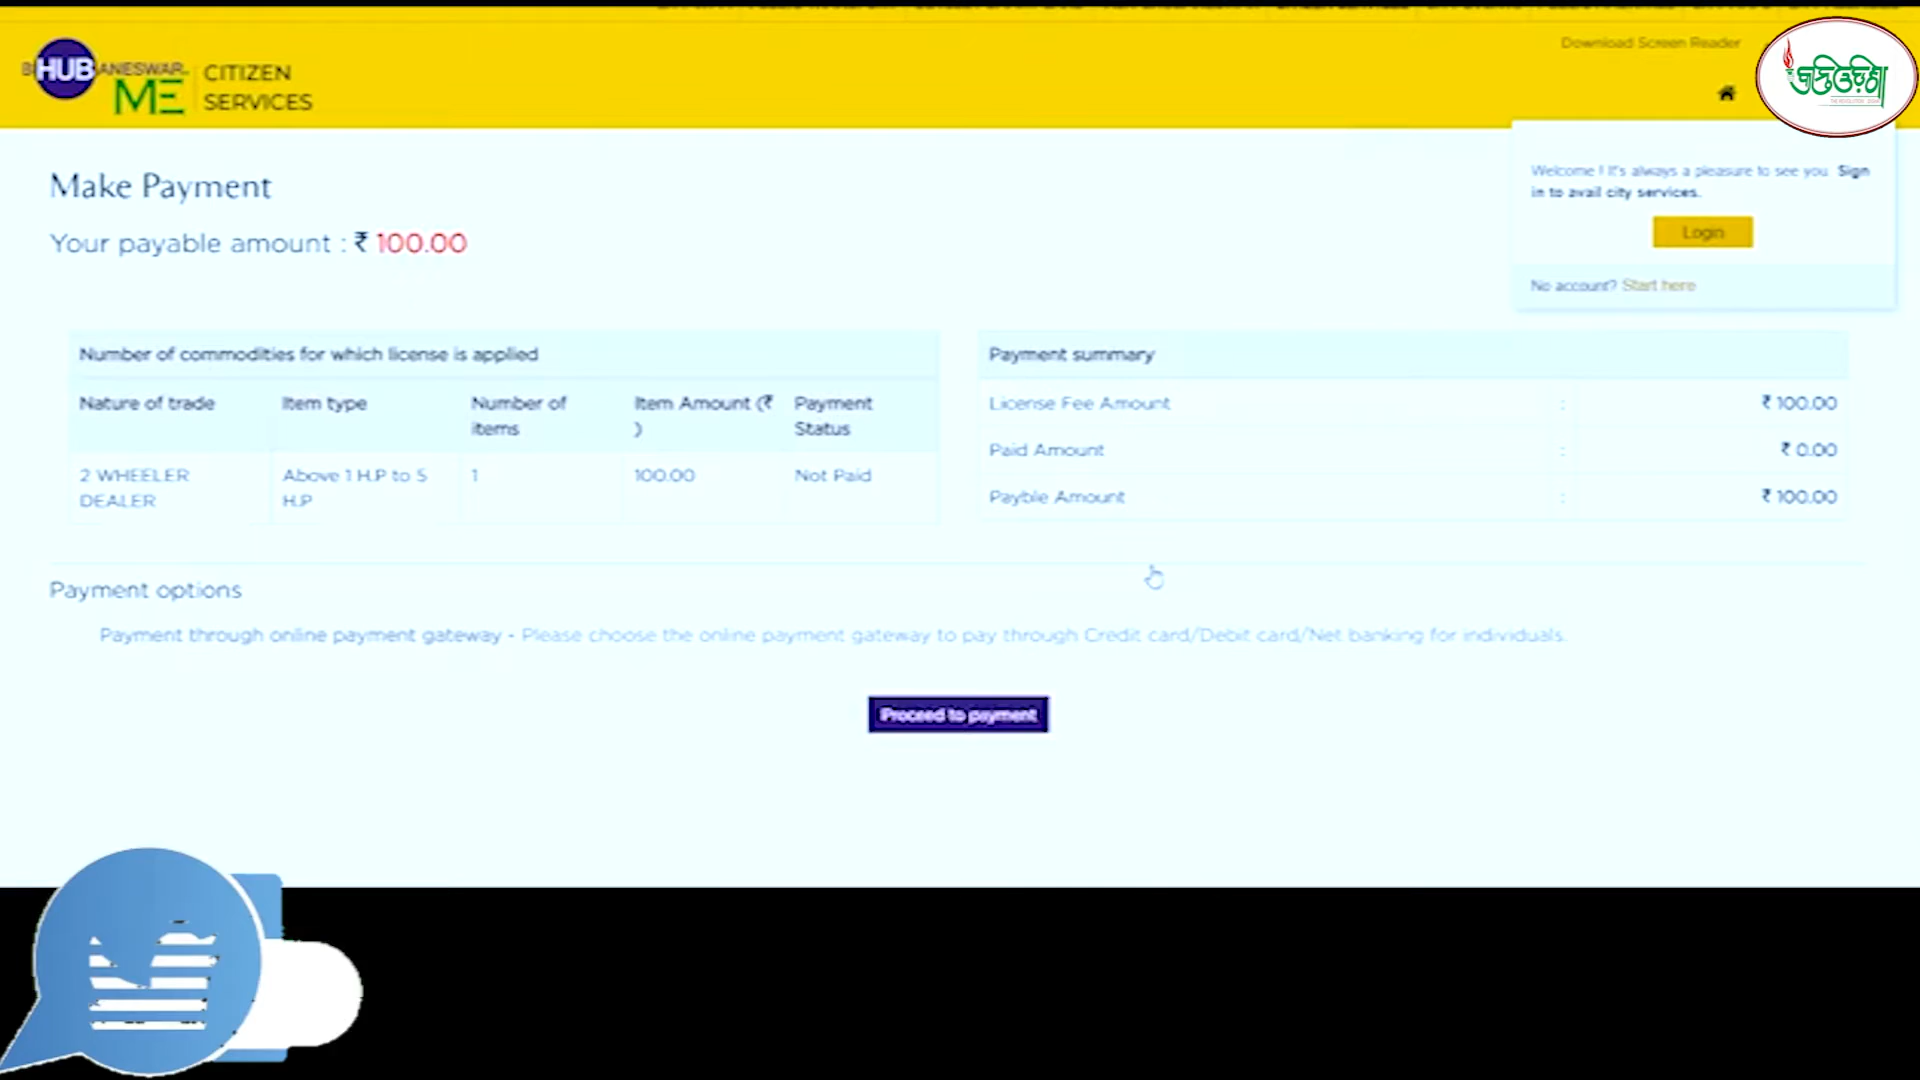 Download Screen Reader
BHUBANESWAR
ME
CITIZEN
SERVICES
Welcome ! It's always a pleasure to see you. Sign
in to avail city services.
Login
No account? Start here
Make Payment
Your payable amount : ₹ 100.00
Number of commodities for which license is applied
Nature of trade Item type Number of items Item Amount (₹ ) Payment Status
2 WHEELER DEALER Above 1 H.P to 5 H.P 1 100.00 Not Paid
Payment summary
License Fee Amount : ₹ 100.00
Paid Amount : ₹ 0.00
Payble Amount : ₹ 100.00
Payment options
Payment through online payment gateway - Please choose the online payment gateway to pay through Credit card/Debit card/Net banking for individuals.
Proceed to payment